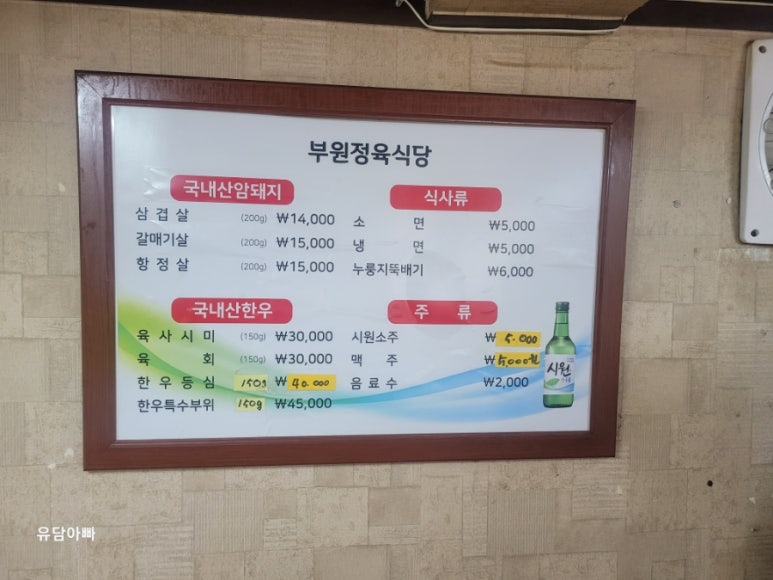 부원정육식당
국내산암돼지
삼겹살 (200g) ₩14,000
갈매기살 (200g) ₩15,000
항정살 (200g) ₩15,000
식사류
소면 ₩5,000
냉면 ₩5,000
누룽지뚝배기 ₩6,000
국내산한우
육사시미 (150g) ₩30,000
육회 (150g) ₩30,000
한우등심 150g ₩40.000
한우특수부위 150g ₩45,000
주류
시원소주 ₩5.000
맥주 ₩5,000원
음료수 ₩2,000
시원
유담아빠